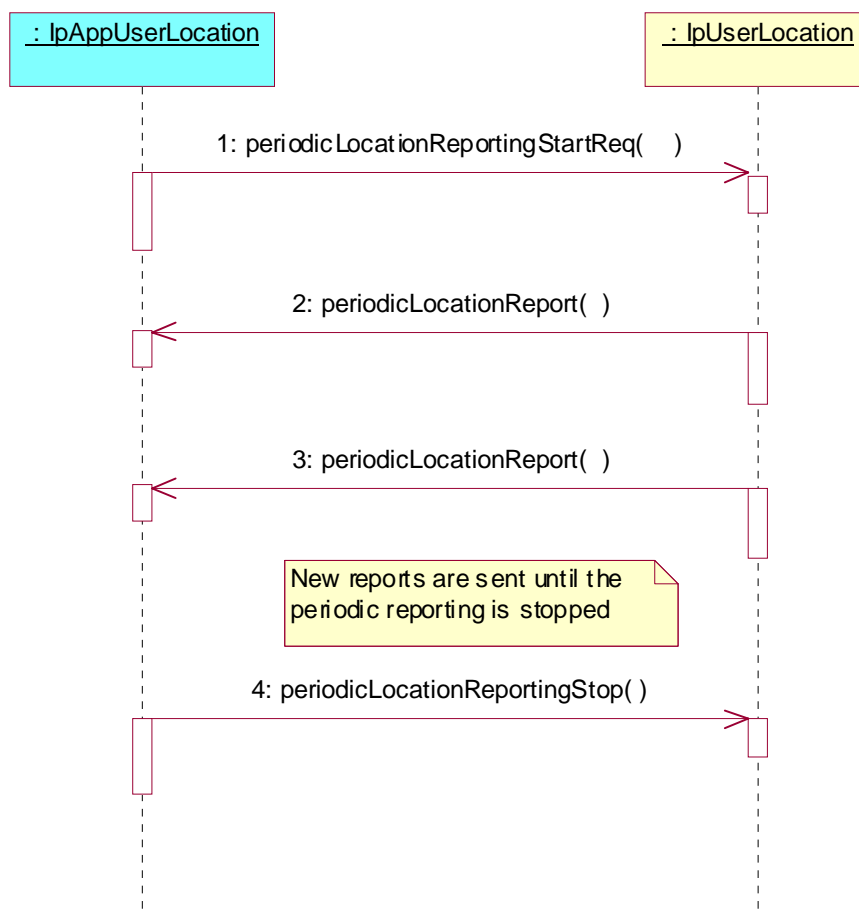 : IpAppUserLocation
: IpUserLocation
1: periodicLocationReportingStartReq( )
2: periodicLocationReport( )
3: periodicLocationReport( )
New reports are sent until the
periodic reporting is stopped
4: periodicLocationReportingStop( )